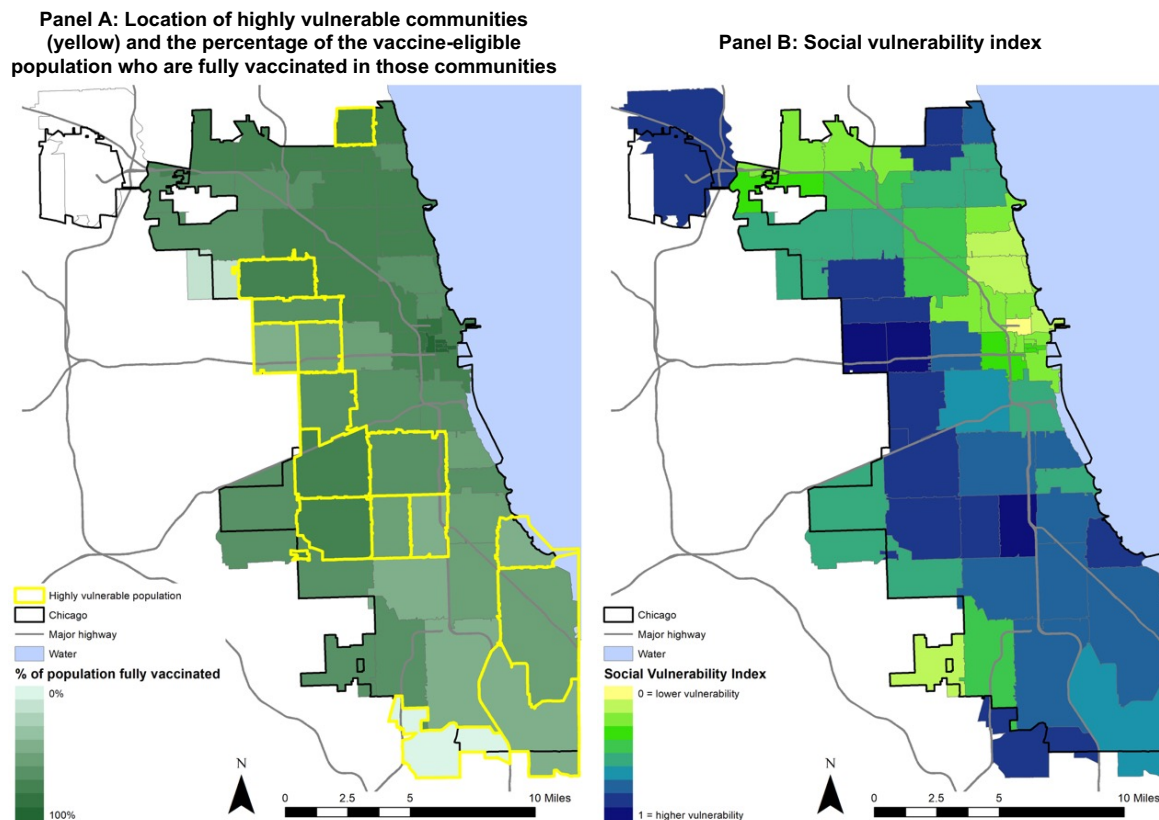 Panel A: Location of highly vulnerable communities
(yellow) and the percentage of the vaccine-eligible
population who are fully vaccinated in those communities
Panel B: Social vulnerability index
Highly vulnerable population
Chicago
Major highway
Water
% of population fully vaccinated
0%
100%
N
0 2.5 5 10 Miles
Chicago
Major highway
Water
Social Vulnerability Index
0 = lower vulnerability
1 = higher vulnerability
N
0 2.5 5 10 Miles